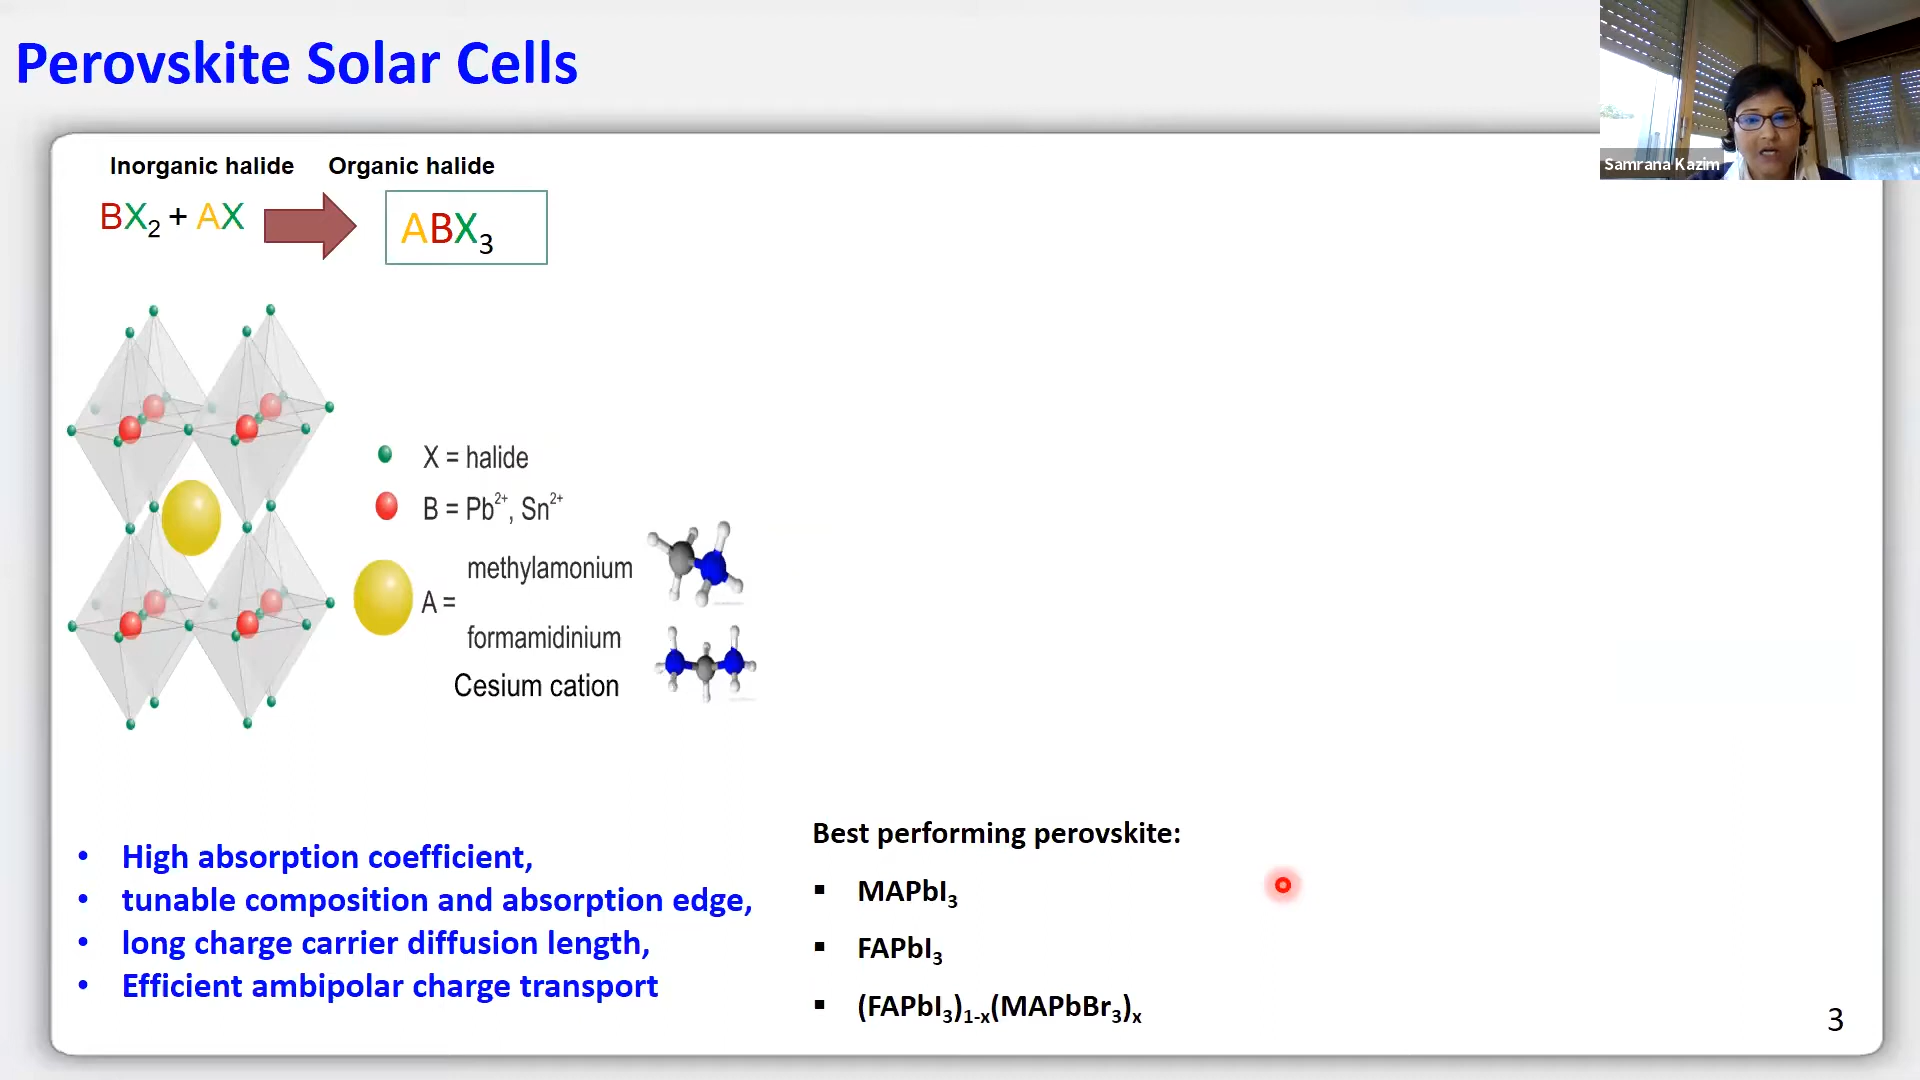 Perovskite Solar Cells
Samrana Kazim
Inorganic halide Organic halide
BX2 + AX
ABX3
X = halide
B = Pb2+, Sn2+
methylamonium
A =
formamidinium
Cesium cation
• High absorption coefficient,
• tunable composition and absorption edge,
• long charge carrier diffusion length,
• Efficient ambipolar charge transport
Best performing perovskite:
▪ MAPbI3
▪ FAPbI3
▪ (FAPbI3)1-x(MAPbBr3)x
3